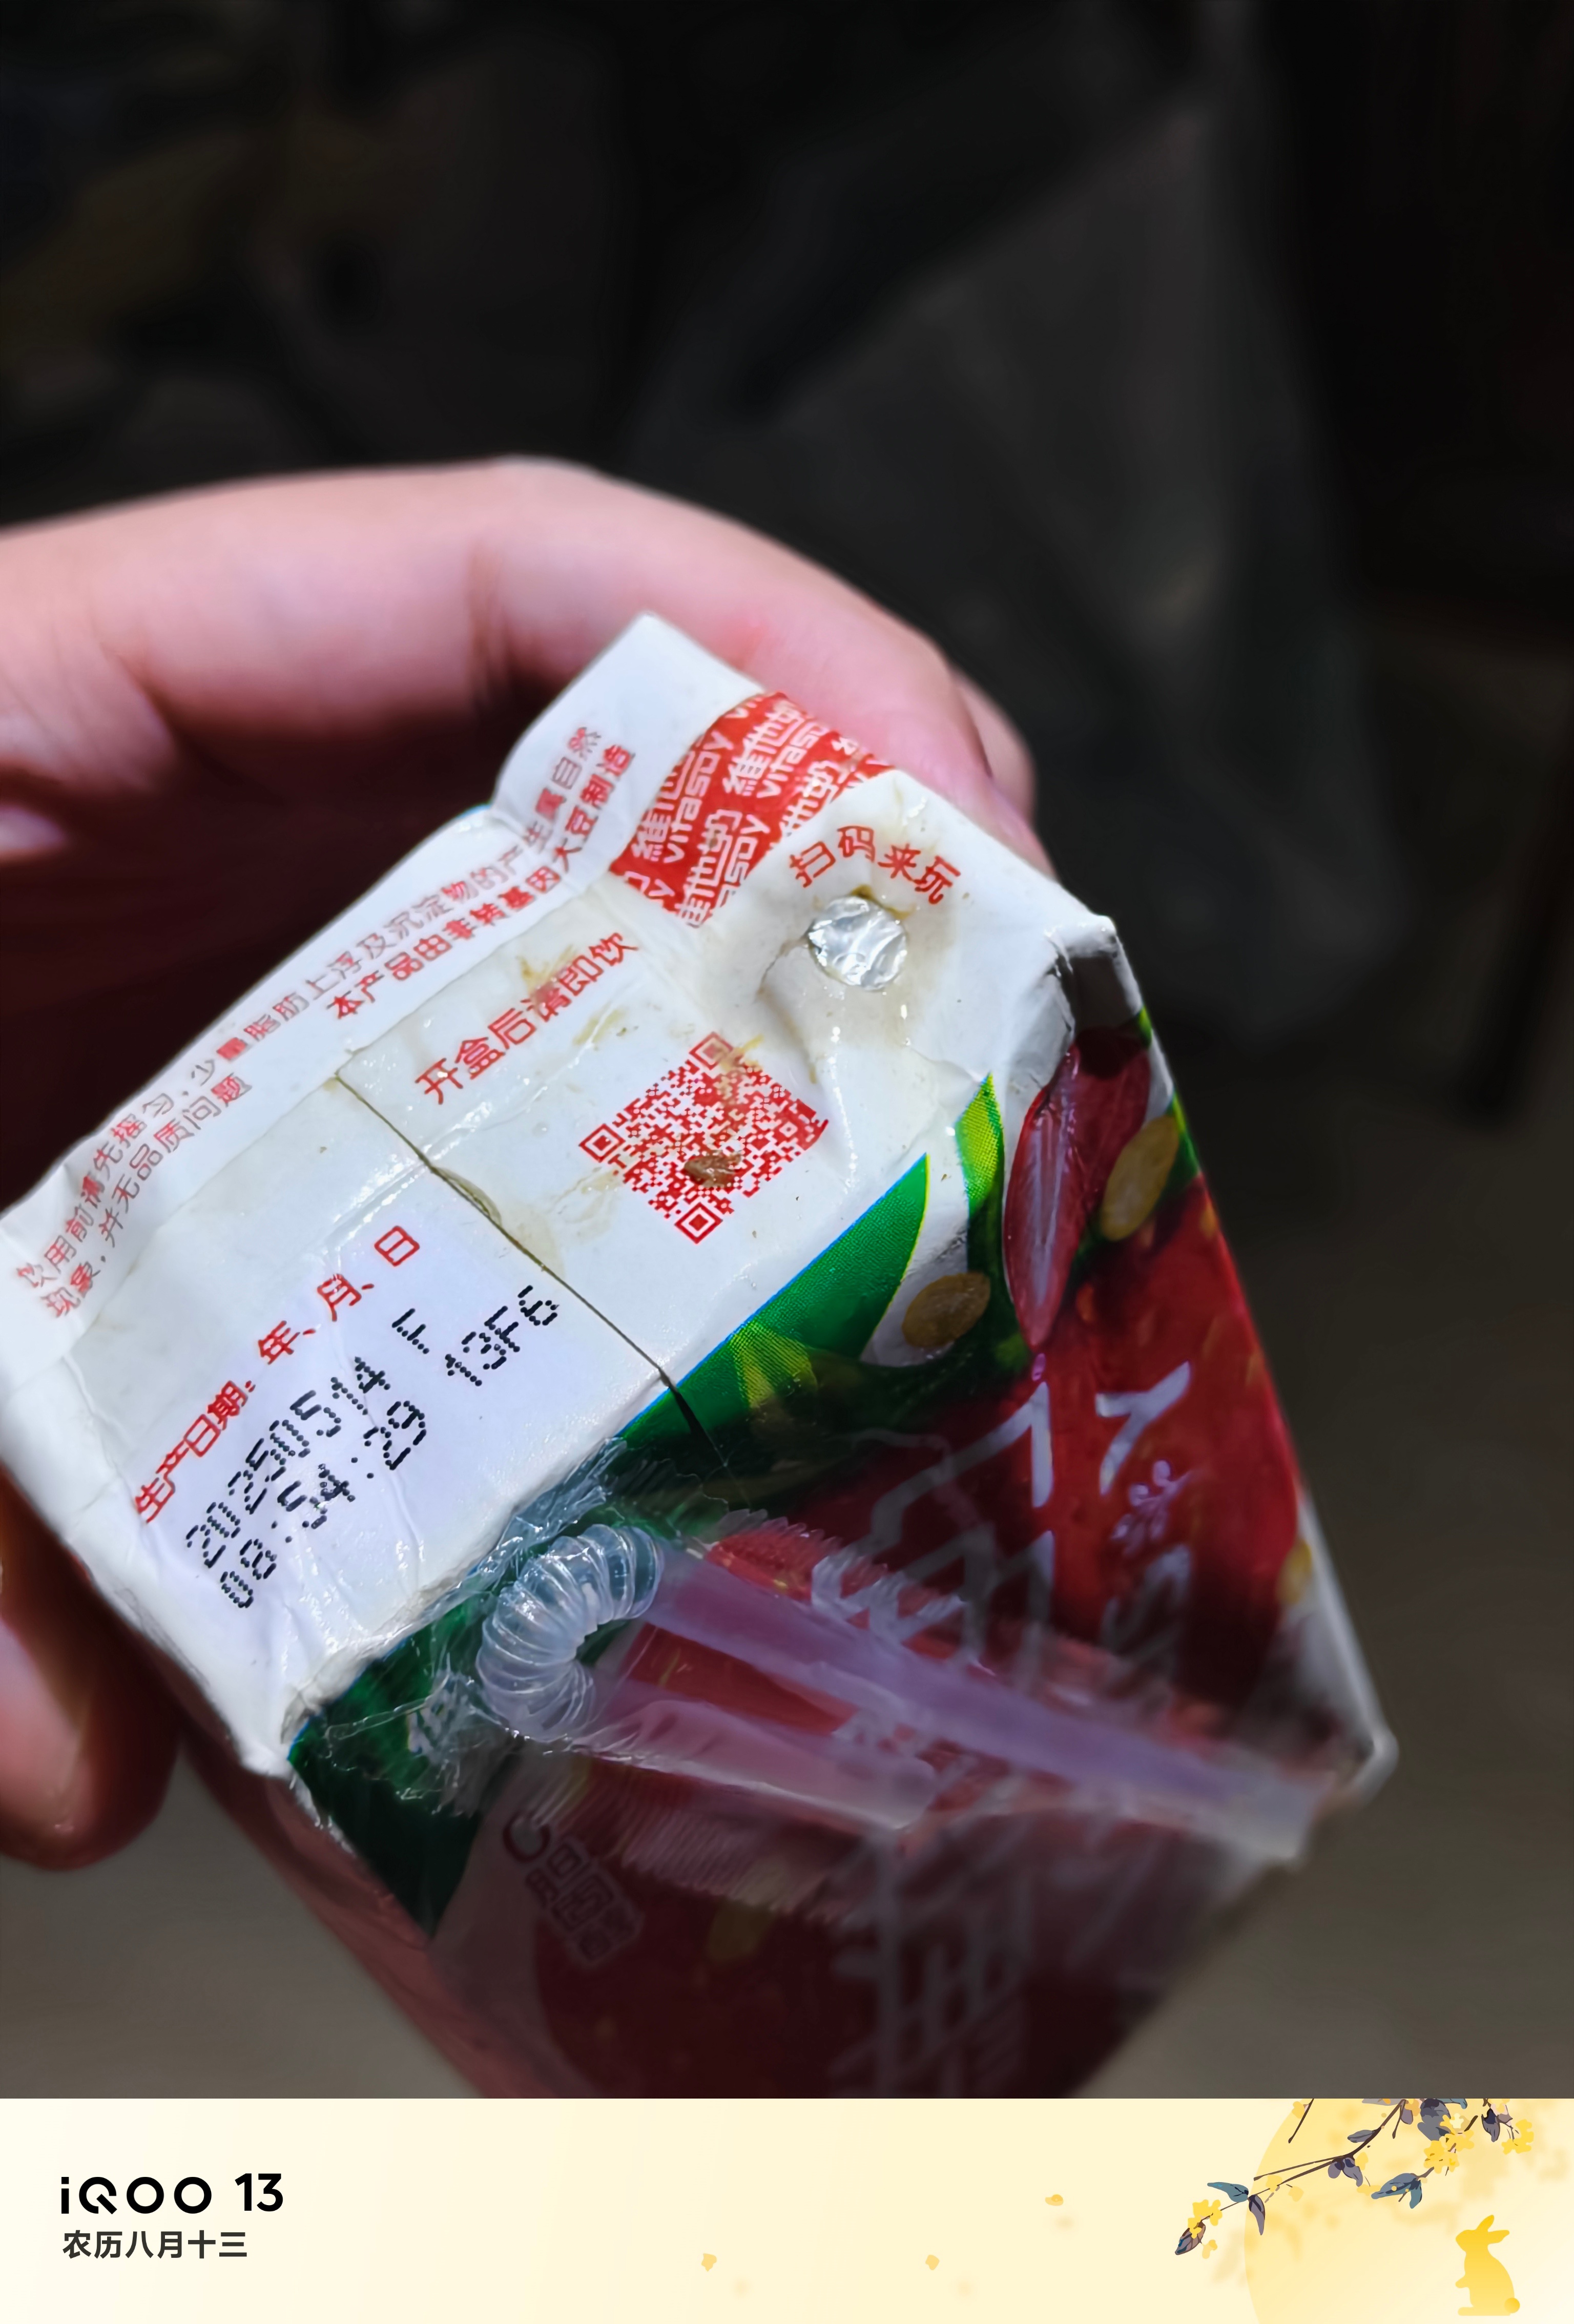 饮用前请先摇匀，少量脂肪上浮及沉淀物的产生属自然
现象，并无品质问题
本产品由非转基因大豆制造
維他奶
vitasoy
維他奶
vitasoy
扫码来玩
开盒后请即饮
生产日期：年、月、日
20250514 F
08:54:29 13F6
iQOO 13
农历八月十三